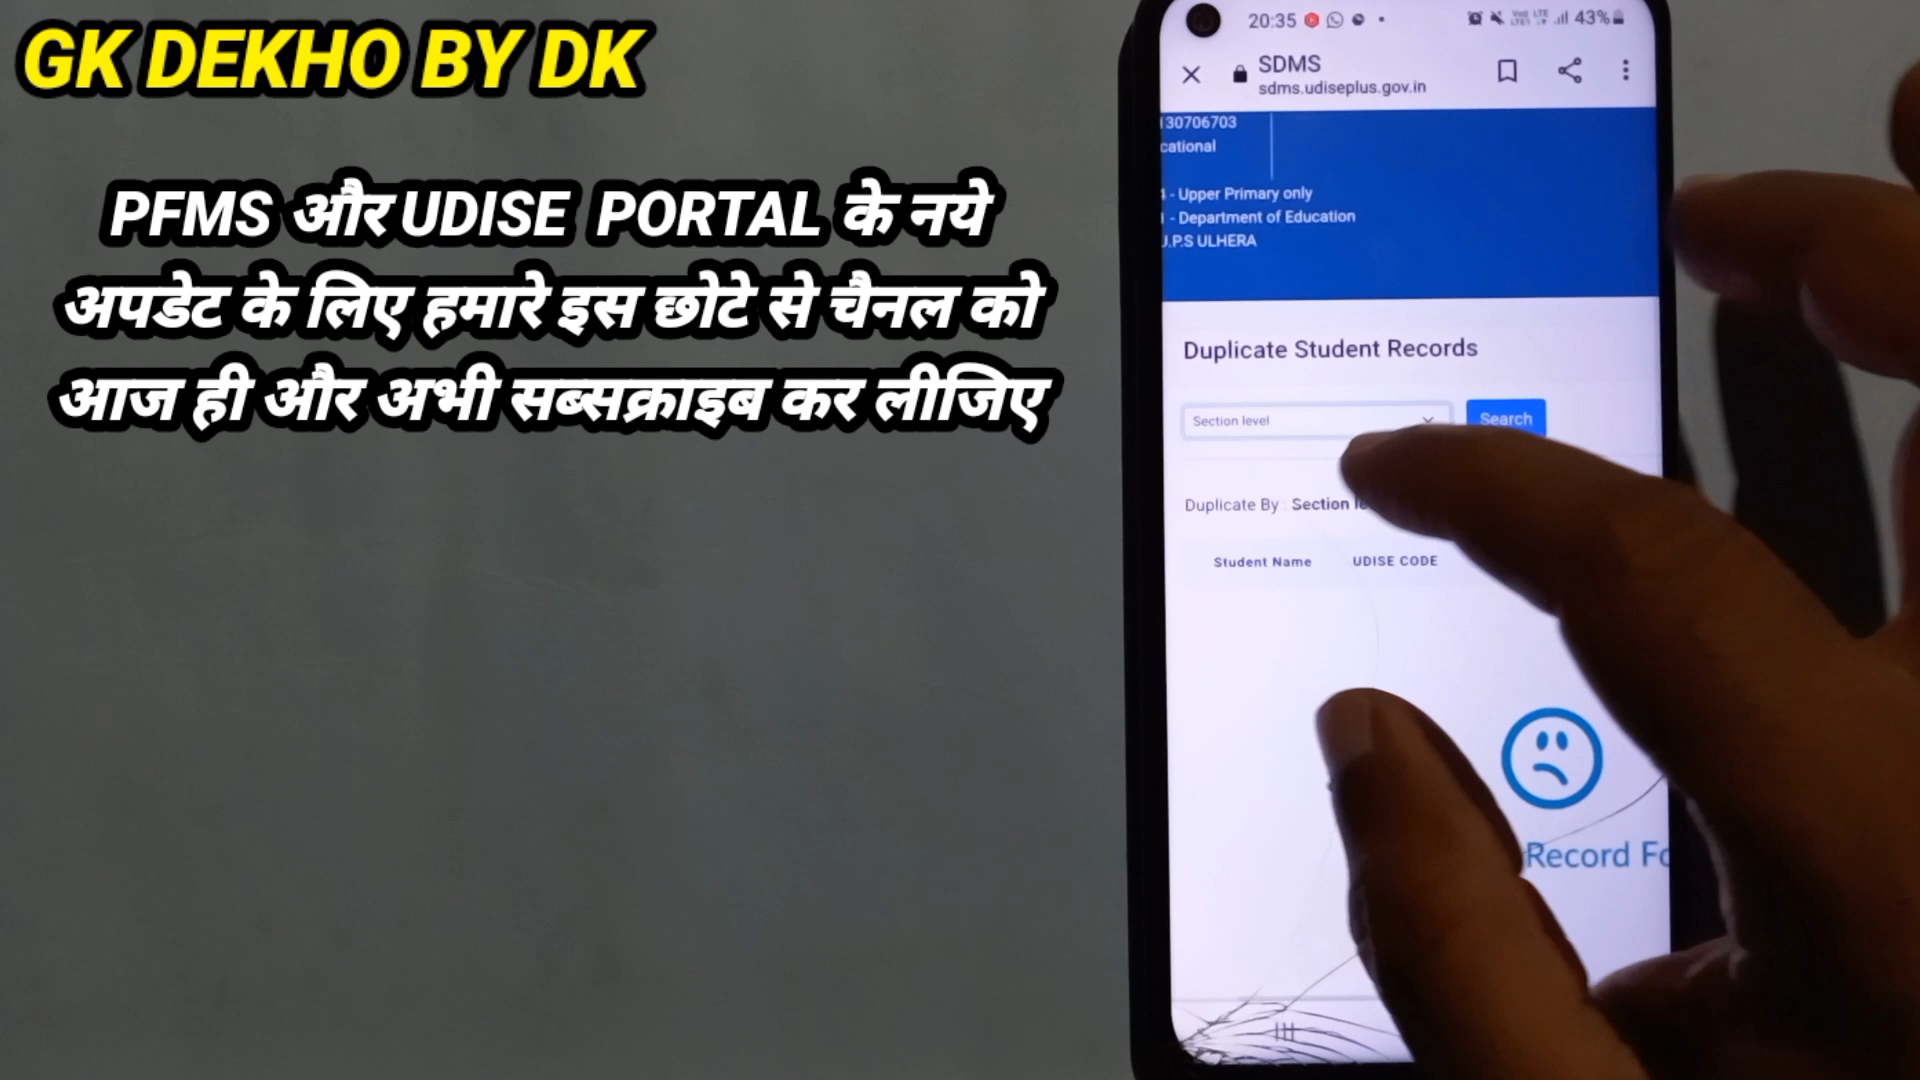 GK DEKHO BY DK
PFMS और UDISE PORTAL के नये
अपडेट के लिए हमारे इस छोटे से चैनल को
आज ही और अभी सब्सक्राइब कर लीजिए
20:35
43%
SDMS
sdms.udiseplus.gov.in
130706703
cational
- Upper Primary only
- Department of Education
J.P.S ULHERA
Duplicate Student Records
Section level
Search
Duplicate By : Section
Student Name UDISE CODE
Record Fo